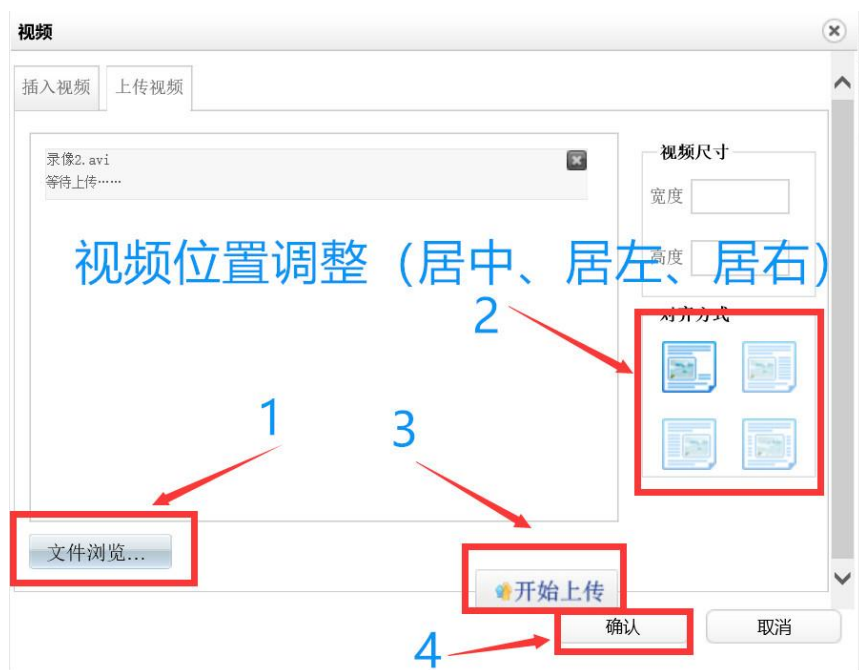 视频
插入视频
上传视频
录像2.avi
等待上传……
视频尺寸
宽度
视频位置调整（居中、居左、居右）
高度
2
对齐方式
1
3
文件浏览...
开始上传
确认
取消
4